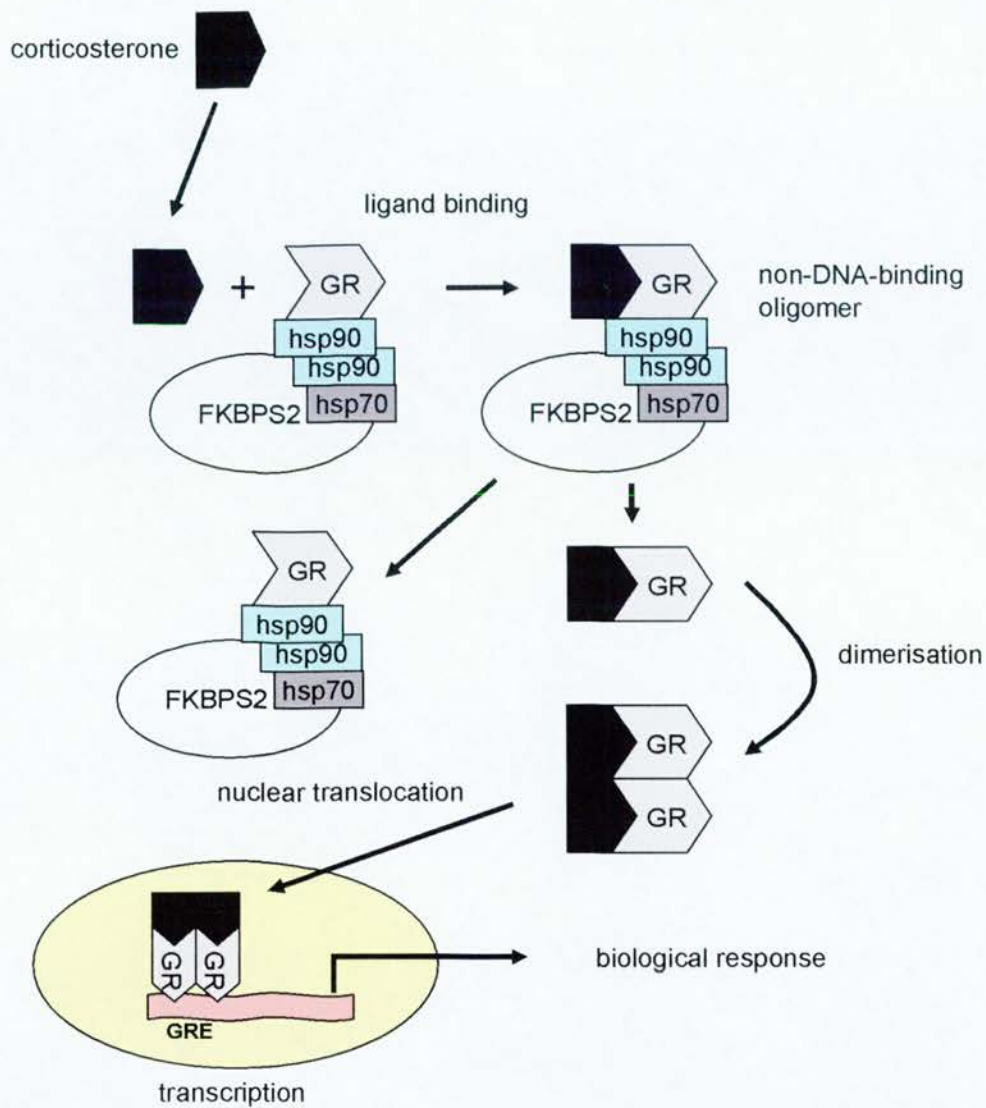 corticosterone
ligand binding
+
GR
hsp90
hsp90
hsp70
FKBPS2
GR
hsp90
hsp90
hsp70
FKBPS2
non-DNA-binding
oligomer
GR
hsp90
hsp90
hsp70
FKBPS2
GR
dimerisation
GR
GR
nuclear translocation
GR
GR
GRE
biological response
transcription